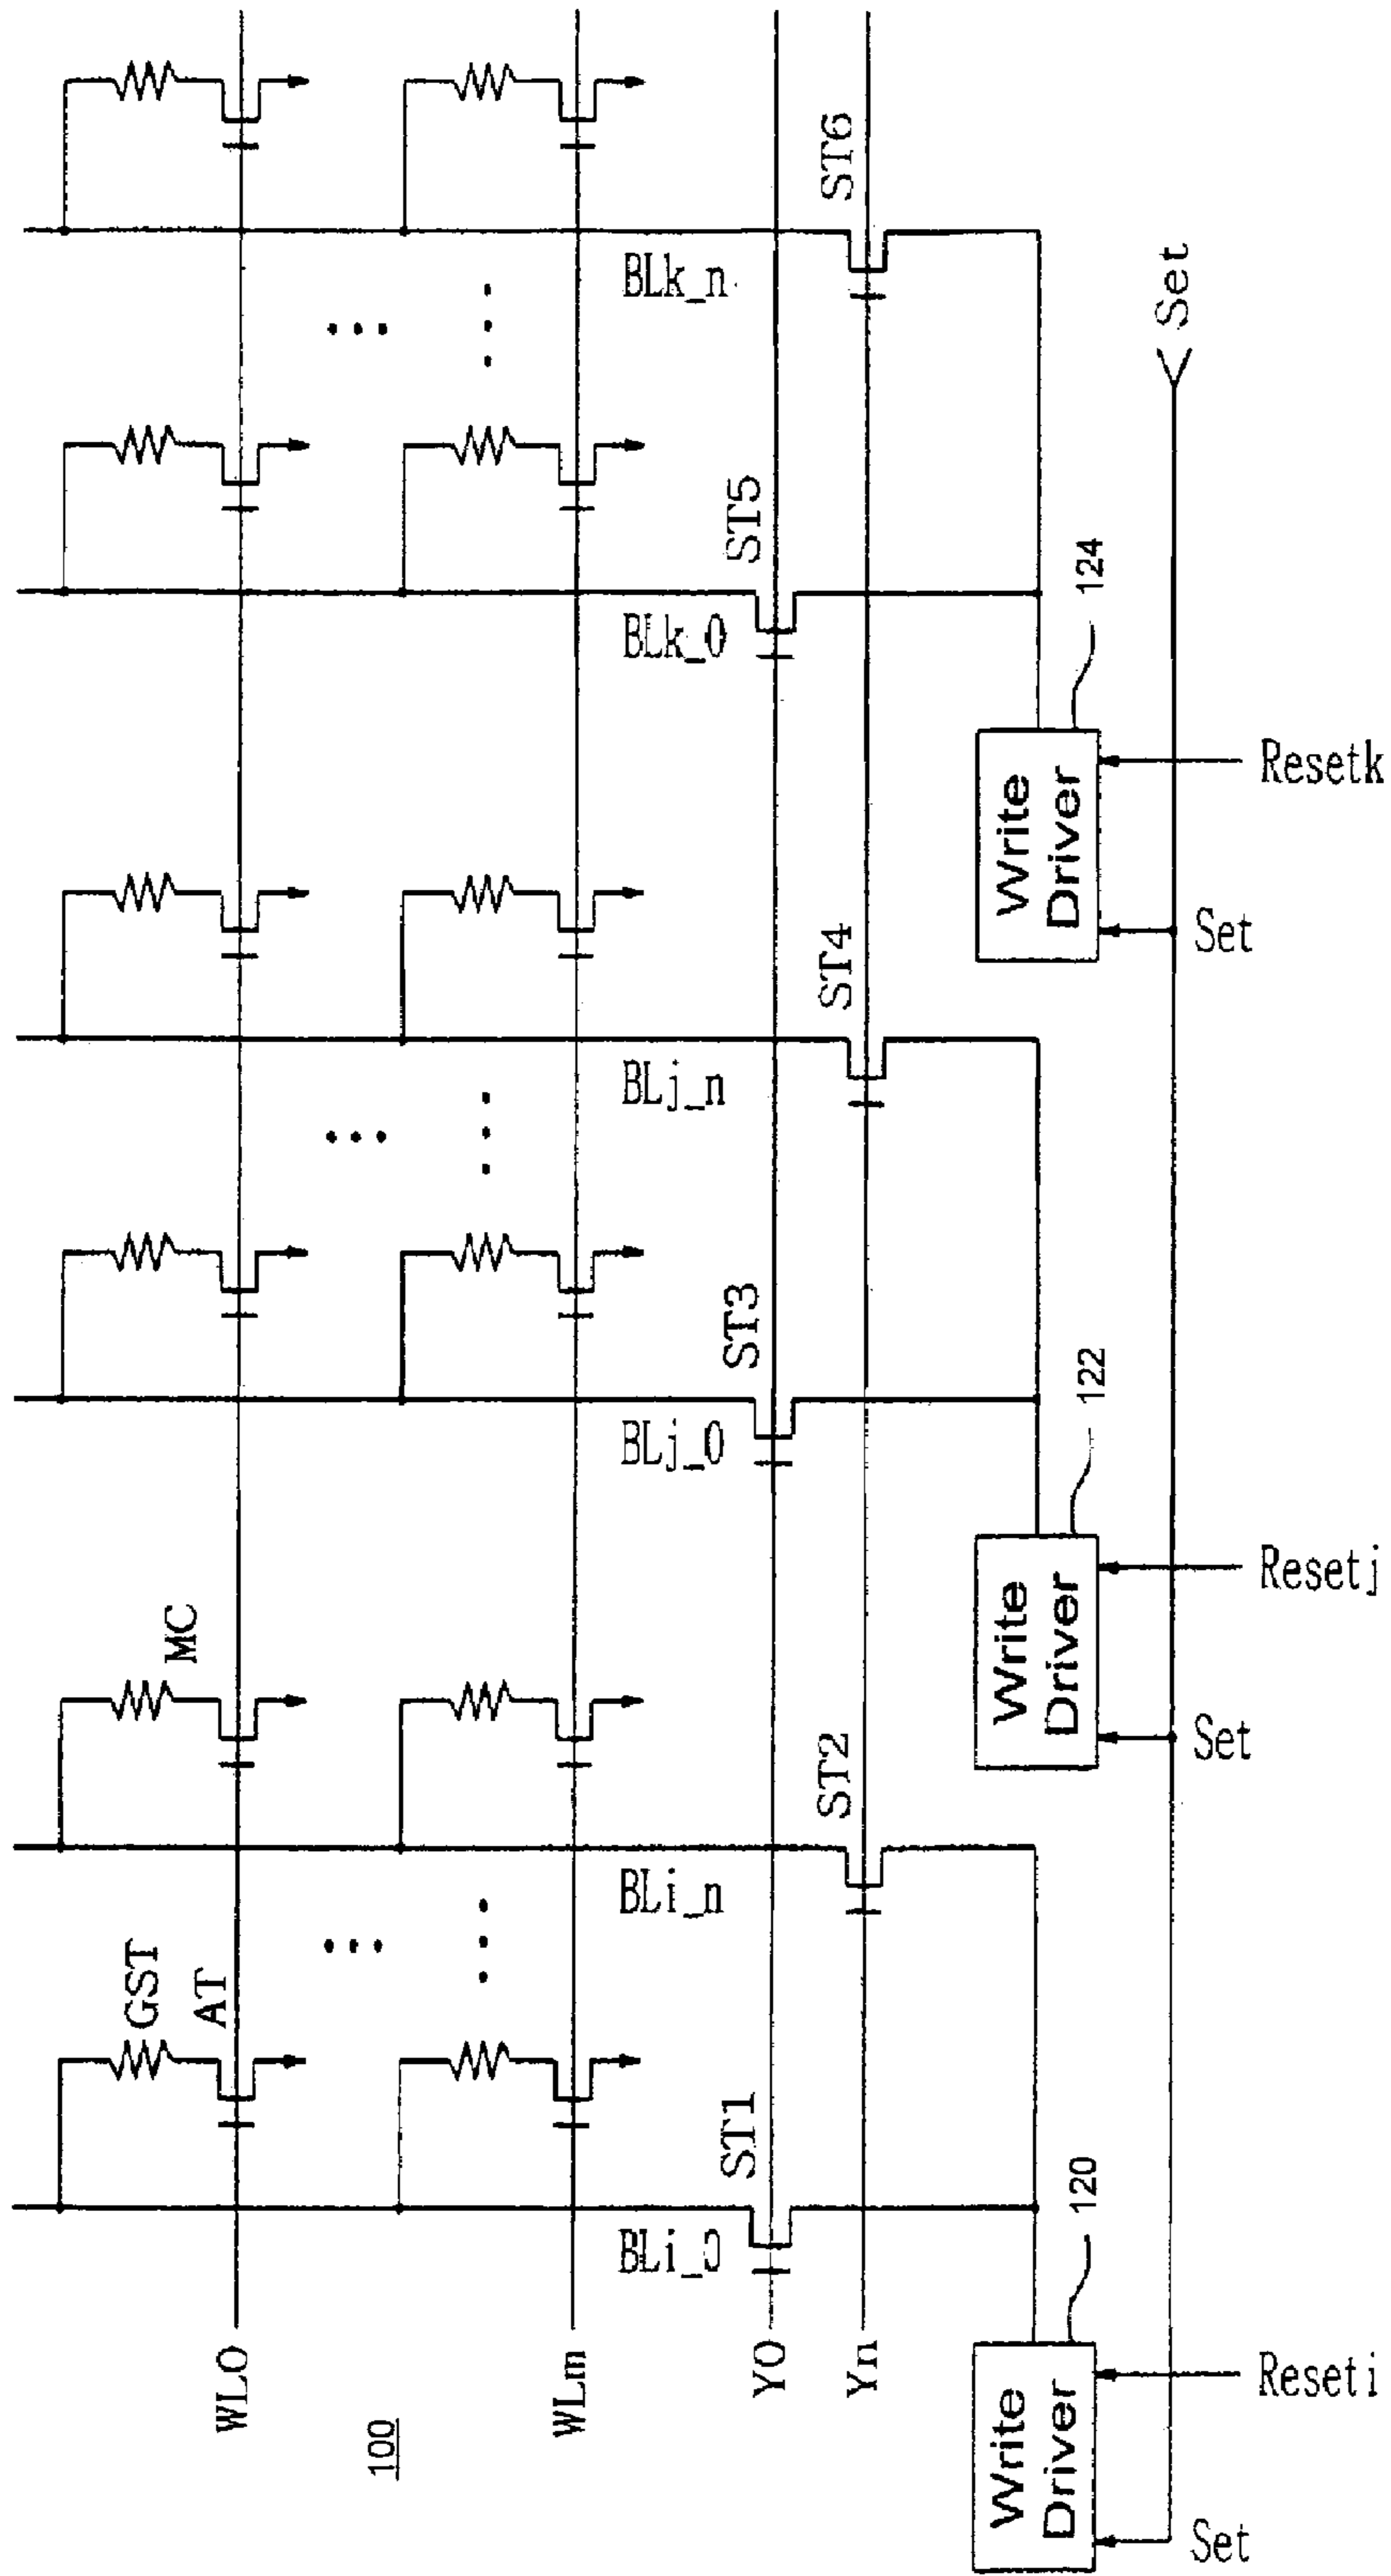 ST6
BLk_n
Set
ST5
124
BLk_0
Resetk
Write
Driver
Set
ST4
BLj_n
ST3
122
BLj_0
Resetj
Write
Driver
Set
MC
ST2
BLi_n
GST
AT
ST1
120
BLi_0
WL0
WLm
Y0
Yn
100
Reseti
Write
Driver
Set